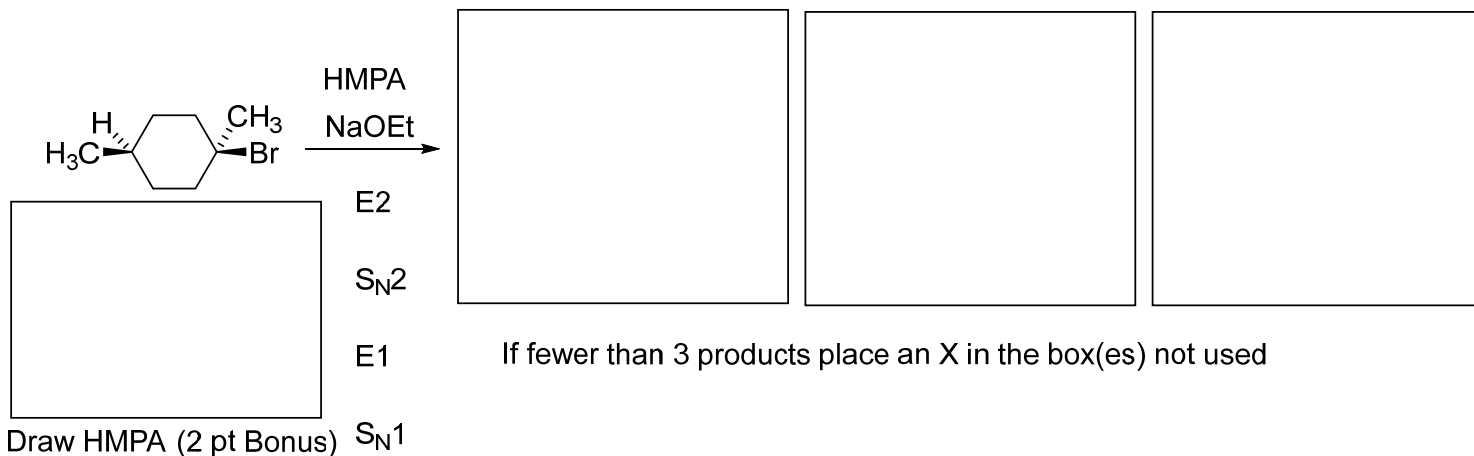 HMPA
NaOEt
H
H3C
CH3
Br
E2
SN2
E1
SN1
If fewer than 3 products place an X in the box(es) not used
Draw HMPA (2 pt Bonus)